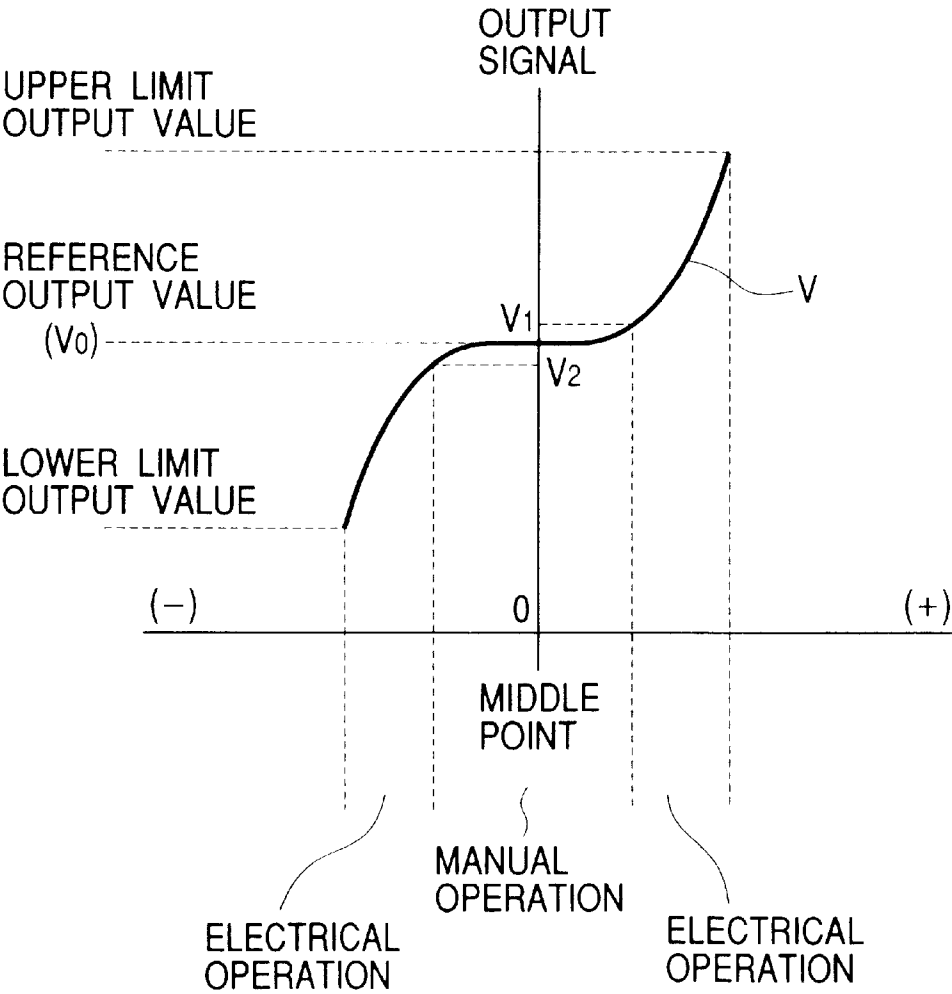 OUTPUT
SIGNAL
UPPER LIMIT
OUTPUT VALUE
REFERENCE
OUTPUT VALUE
(V0)
V1
V
V2
LOWER LIMIT
OUTPUT VALUE
(−)
0
(+)
MIDDLE
POINT
MANUAL
OPERATION
ELECTRICAL
OPERATION
ELECTRICAL
OPERATION